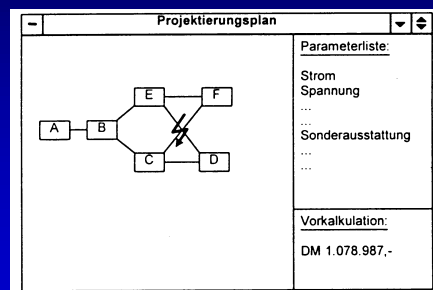 Projektierungsplan
E
F
A
B
C
D
Parameterliste:
Strom
Spannung
...
...
Sonderausstattung
...
...
Vorkalkulation:
DM 1.078.987,-